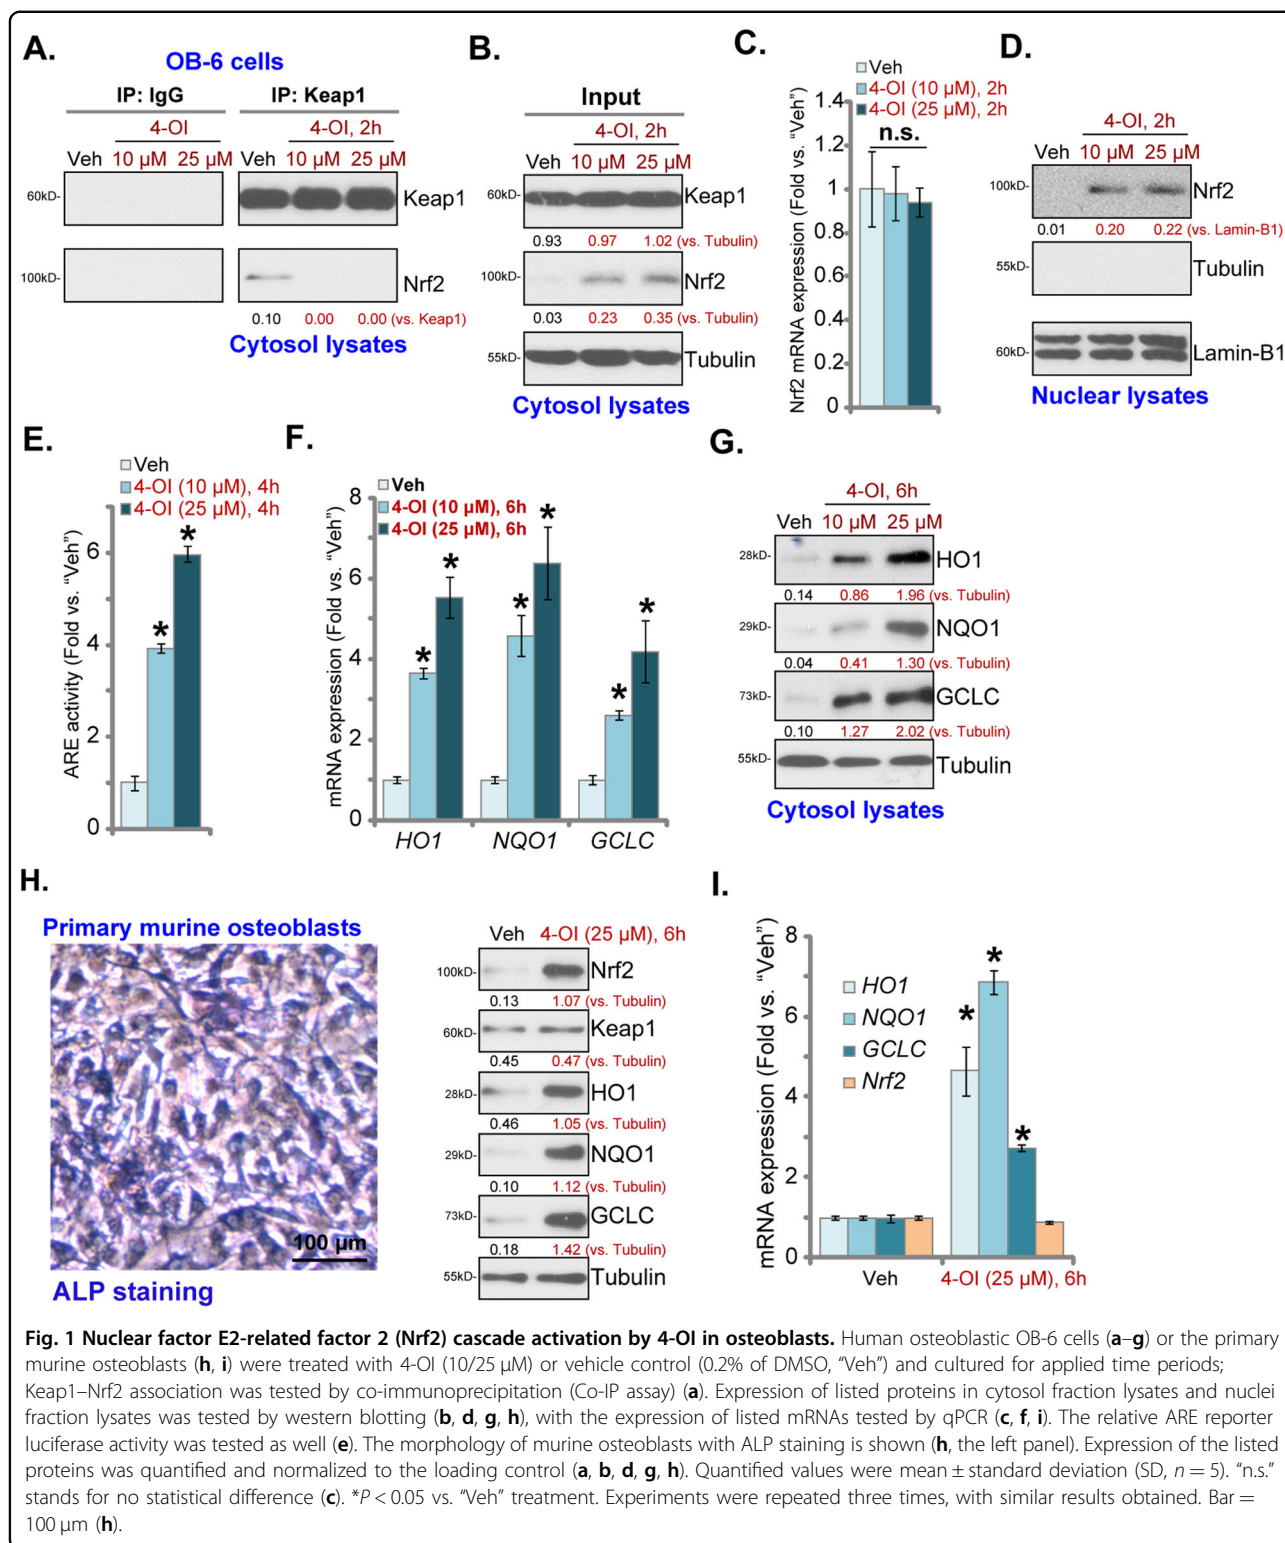 A.
OB-6 cells
IP: IgG
IP: Keap1
4-OI
4-OI, 2h
Veh 10 µM 25 µM Veh 10 µM 25 µM
60kD-
Keap1
100kD-
Nrf2
0.10 0.00 0.00 (vs. Keap1)
Cytosol lysates
B.
Input
4-OI, 2h
Veh 10 µM 25 µM
60kD-
Keap1
0.93 0.97 1.02 (vs. Tubulin)
100kD-
Nrf2
0.03 0.23 0.35 (vs. Tubulin)
55kD-
Tubulin
Cytosol lysates
C.
Veh
4-OI (10 µM), 2h
4-OI (25 µM), 2h
Nrf2 mRNA expression (Fold vs. “Veh”)
1.4
1.2
1
0.8
0.6
0.4
0.2
0
n.s.
D.
4-OI, 2h
Veh 10 µM 25 µM
100kD-
Nrf2
0.01 0.20 0.22 (vs. Lamin-B1)
55kD-
Tubulin
60kD-
Lamin-B1
Nuclear lysates
E.
Veh
4-OI (10 µM), 4h
4-OI (25 µM), 4h
ARE activity (Fold vs. “Veh”)
6
4
2
0
*
*
F.
Veh
4-OI (10 µM), 6h
4-OI (25 µM), 6h
mRNA expression (Fold vs. “Veh”)
8
6
4
2
0
* * * * * *
HO1 NQO1 GCLC
G.
4-OI, 6h
Veh 10 µM 25 µM
28kD-
HO1
0.14 0.86 1.96 (vs. Tubulin)
29kD-
NQO1
0.04 0.41 1.30 (vs. Tubulin)
73kD-
GCLC
0.10 1.27 2.02 (vs. Tubulin)
55kD-
Tubulin
Cytosol lysates
H.
Primary murine osteoblasts
100 µm
ALP staining
Veh 4-OI (25 µM), 6h
100kD-
Nrf2
0.13 1.07 (vs. Tubulin)
60kD-
Keap1
0.45 0.47 (vs. Tubulin)
28kD-
HO1
0.46 1.05 (vs. Tubulin)
29kD-
NQO1
0.10 1.12 (vs. Tubulin)
73kD-
GCLC
0.18 1.42 (vs. Tubulin)
55kD-
Tubulin
I.
mRNA expression (Fold vs. “Veh”)
8
6
4
2
0
HO1
NQO1
GCLC
Nrf2
* * *
Veh 4-OI (25 µM), 6h
Fig. 1 Nuclear factor E2-related factor 2 (Nrf2) cascade activation by 4-OI in osteoblasts. Human osteoblastic OB-6 cells (a–g) or the primary
murine osteoblasts (h, i) were treated with 4-OI (10/25 µM) or vehicle control (0.2% of DMSO, “Veh”) and cultured for applied time periods;
Keap1–Nrf2 association was tested by co-immunoprecipitation (Co-IP assay) (a). Expression of listed proteins in cytosol fraction lysates and nuclei
fraction lysates was tested by western blotting (b, d, g, h), with the expression of listed mRNAs tested by qPCR (c, f, i). The relative ARE reporter
luciferase activity was tested as well (e). The morphology of murine osteoblasts with ALP staining is shown (h, the left panel). Expression of the listed
proteins was quantified and normalized to the loading control (a, b, d, g, h). Quantified values were mean ± standard deviation (SD, n = 5). “n.s.”
stands for no statistical difference (c). *P < 0.05 vs. “Veh” treatment. Experiments were repeated three times, with similar results obtained. Bar =
100 µm (h).